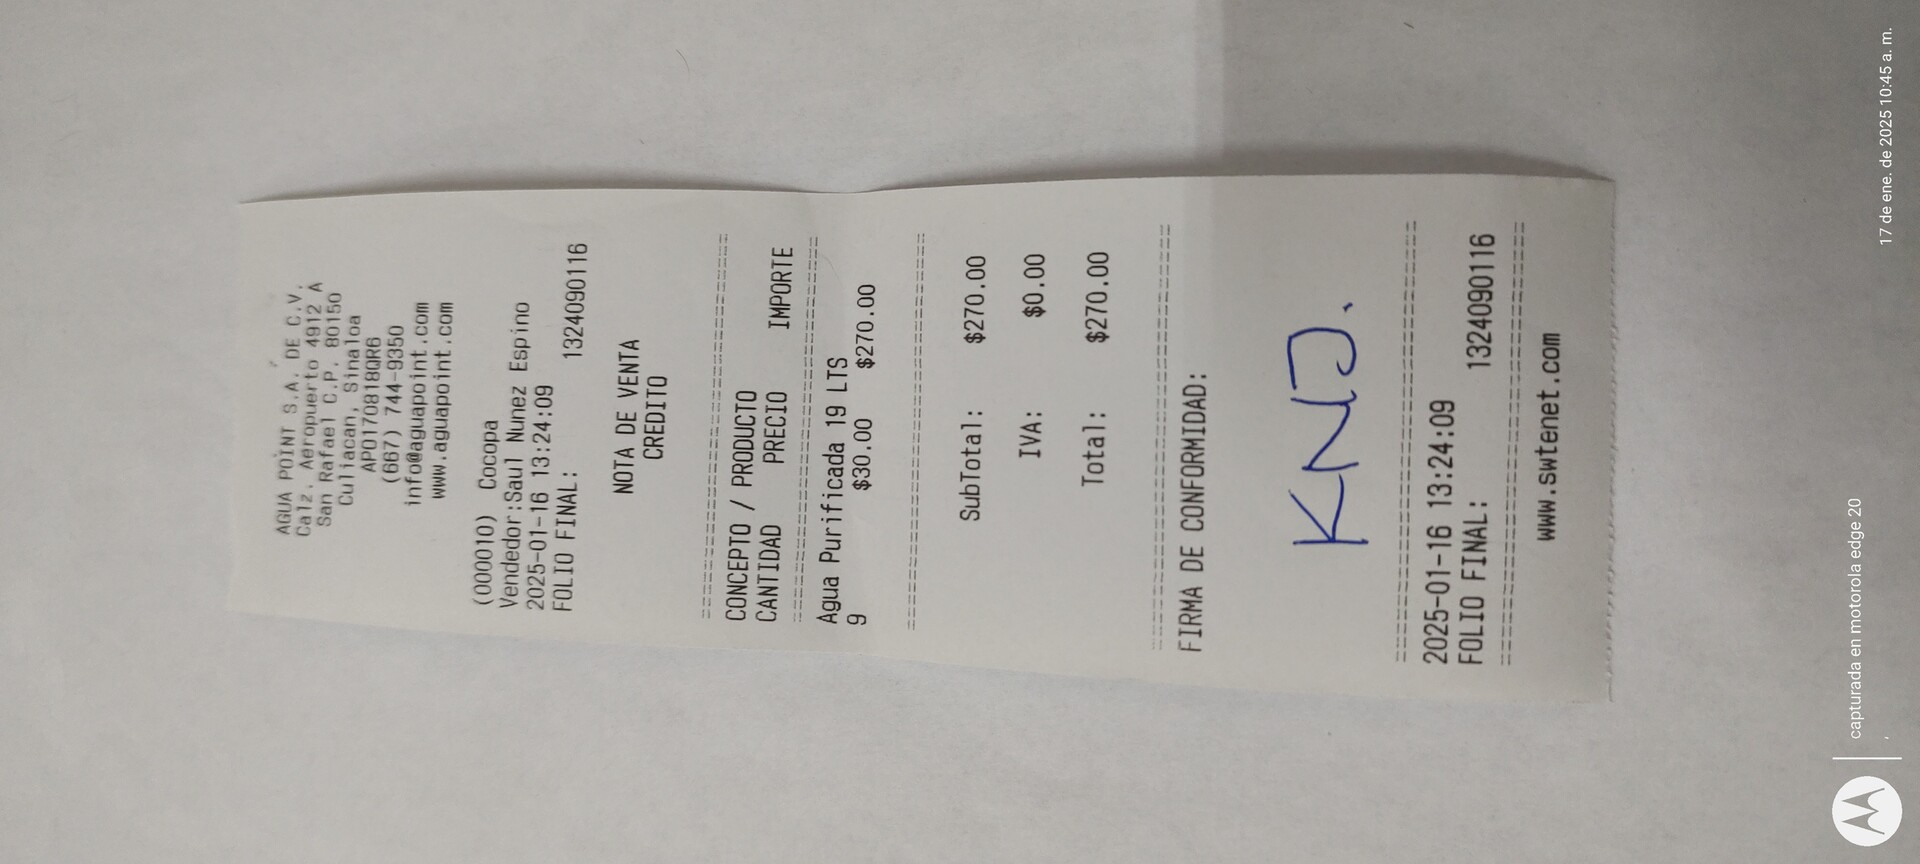 AGUA POINT S.A. DE C.V.
Calz. Aeropuerto 4912 A
San Rafael C.P. 80150
Culiacan, Sinaloa
APO170818QR6
(667) 744-9350
info@aguapoint.com
www.aguapoint.com
(000010) Cocopa
Vendedor:Saul Nunez Espino
2025-01-16 13:24:09
FOLIO FINAL: 1324090116
NOTA DE VENTA
CREDITO
CONCEPTO / PRODUCTO
CANTIDAD PRECIO IMPORTE
Agua Purificada 19 LTS
9 $30.00 $270.00
SubTotal: $270.00
IVA: $0.00
Total: $270.00
FIRMA DE CONFORMIDAD:
KND.
2025-01-16 13:24:09
FOLIO FINAL: 1324090116
www.swtenet.com
capturada en motorola edge 20
17 de ene. de 2025 10:45 a. m.